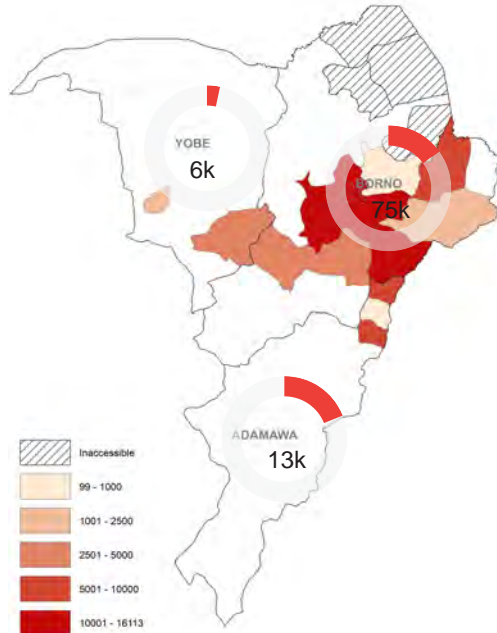 YOBE
6k
BORNO
75k
ADAMAWA
13k
Inaccessible
99 - 1000
1001 - 2500
2501 - 5000
5001 - 10000
10001 - 16113